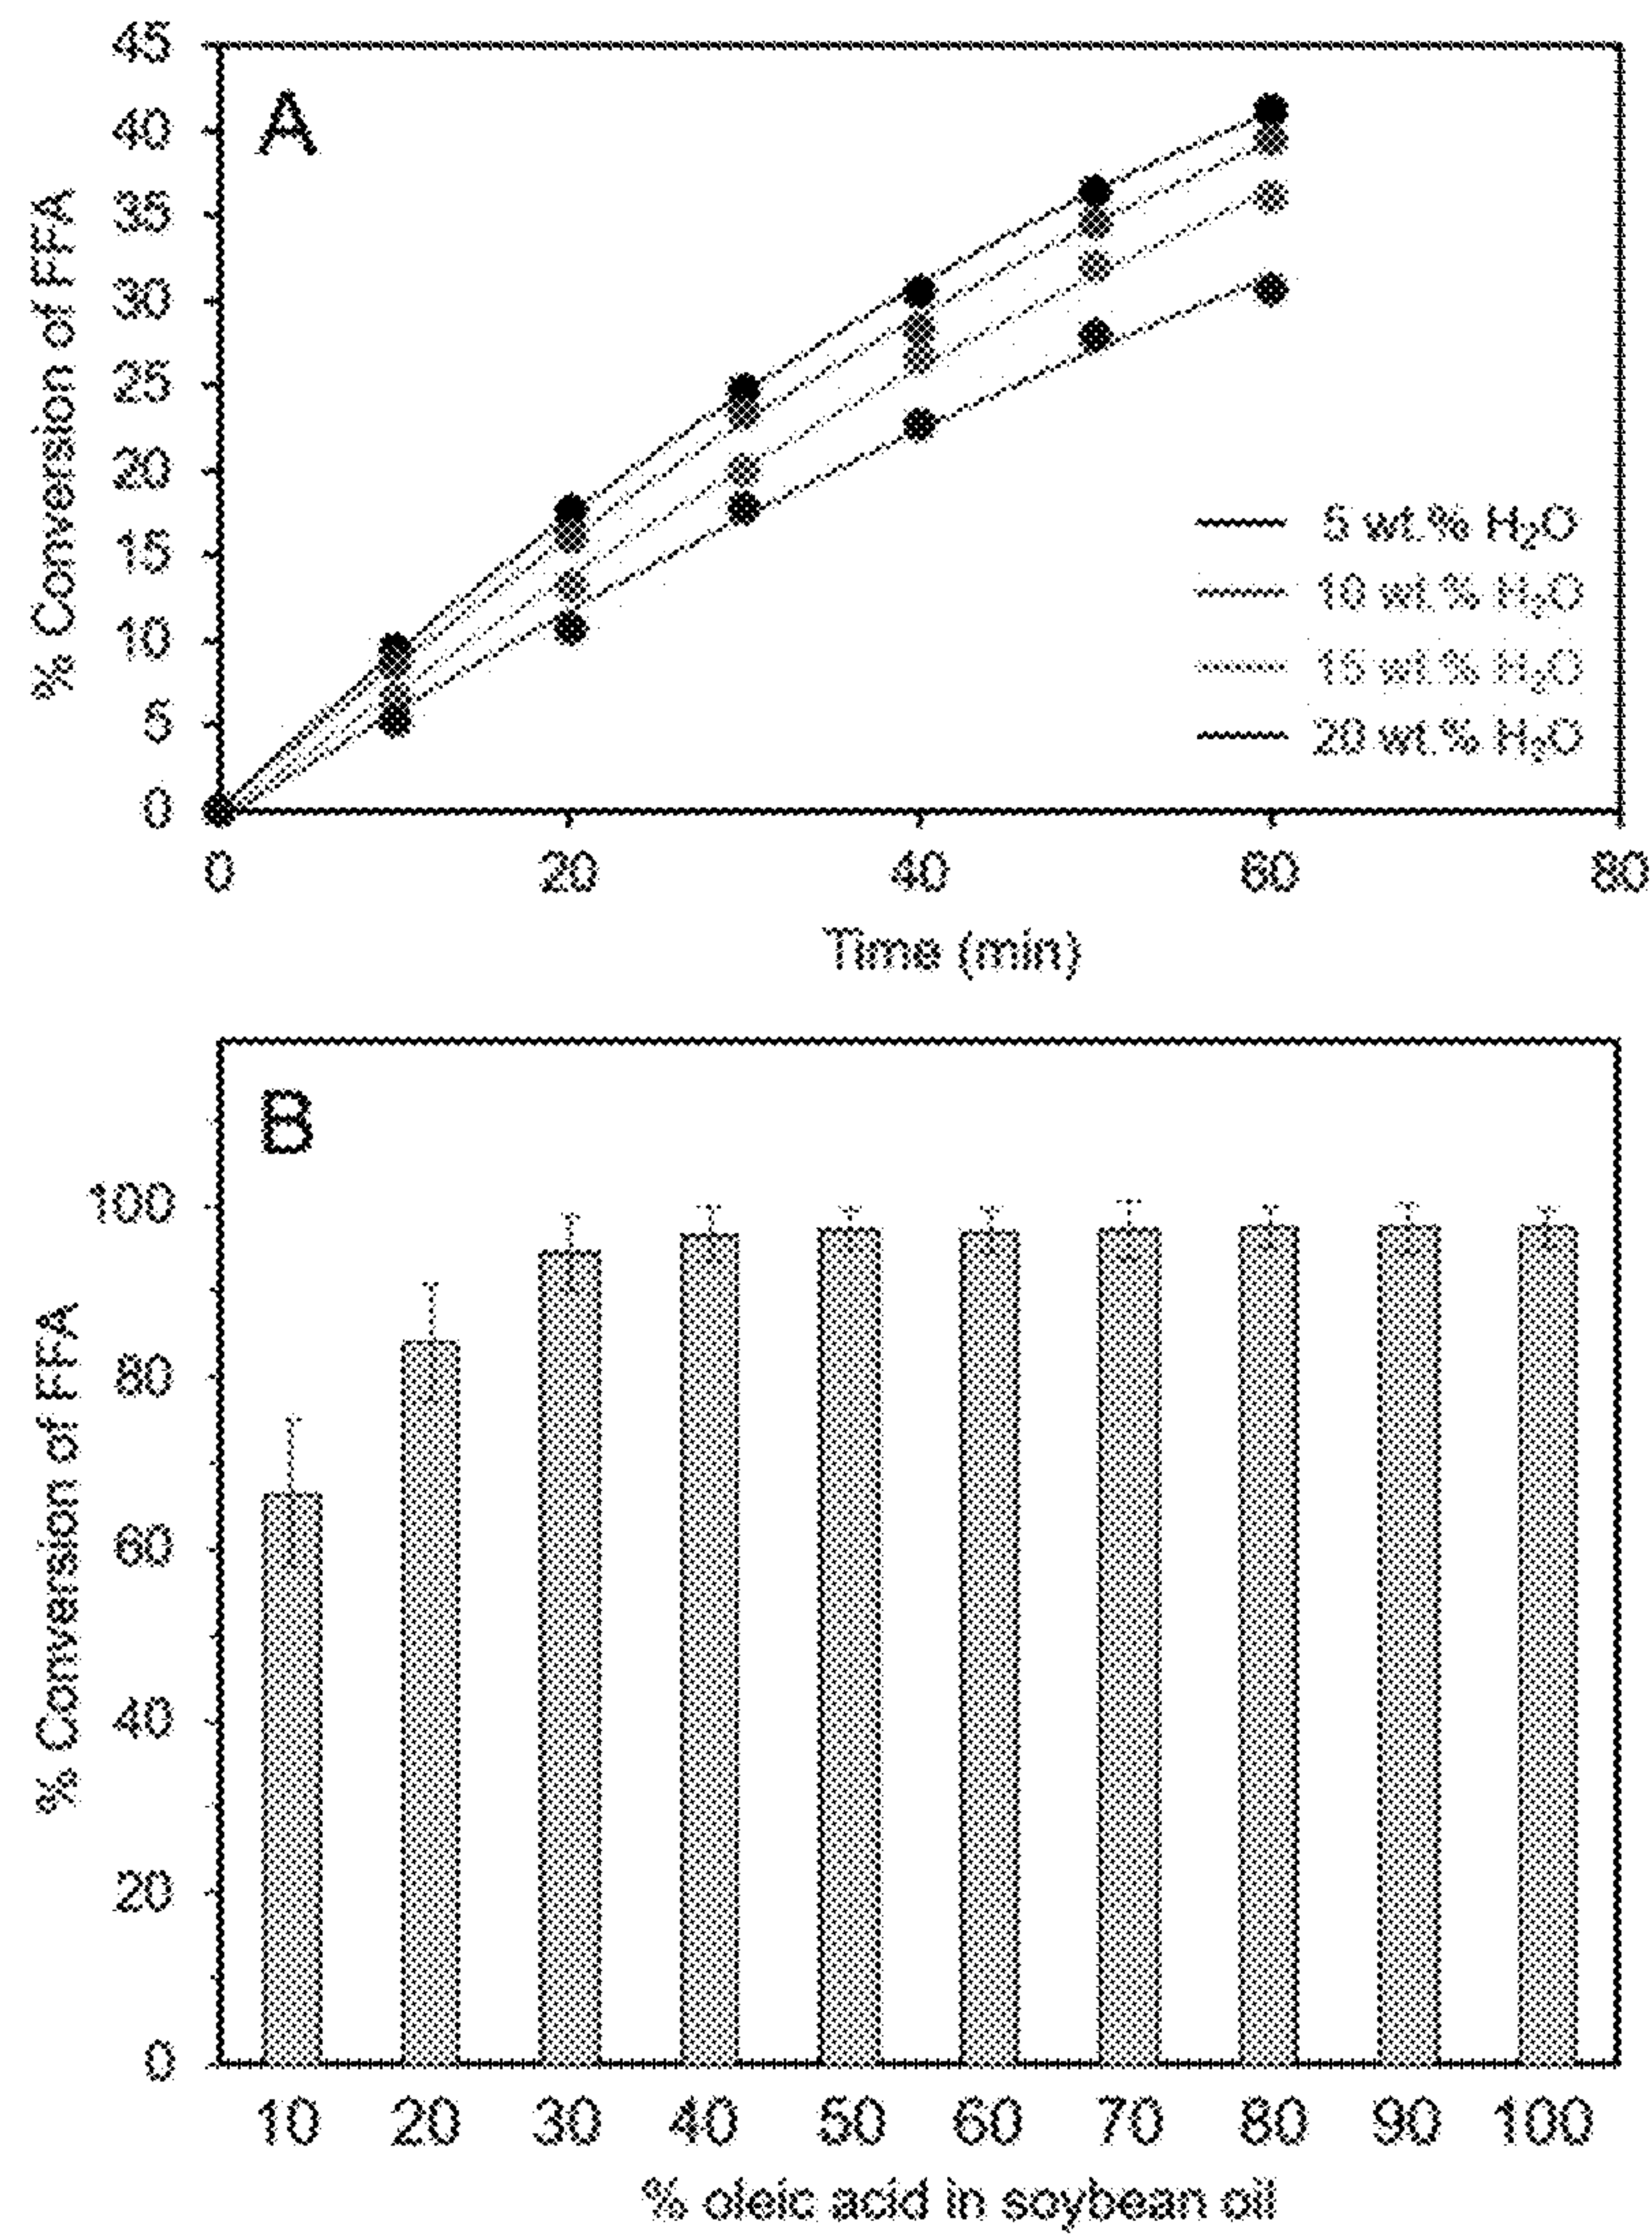 A
% Conversion of FFA
45
40
35
30
25
20
15
10
5
0
5 wt.% H₂O
10 wt.% H₂O
15 wt.% H₂O
20 wt.% H₂O
0 20 40 60 80
Time (min)
B
% Conversion of FFA
100
80
60
40
20
0
10 20 30 40 50 60 70 80 90 100
% oleic acid in soybean oil